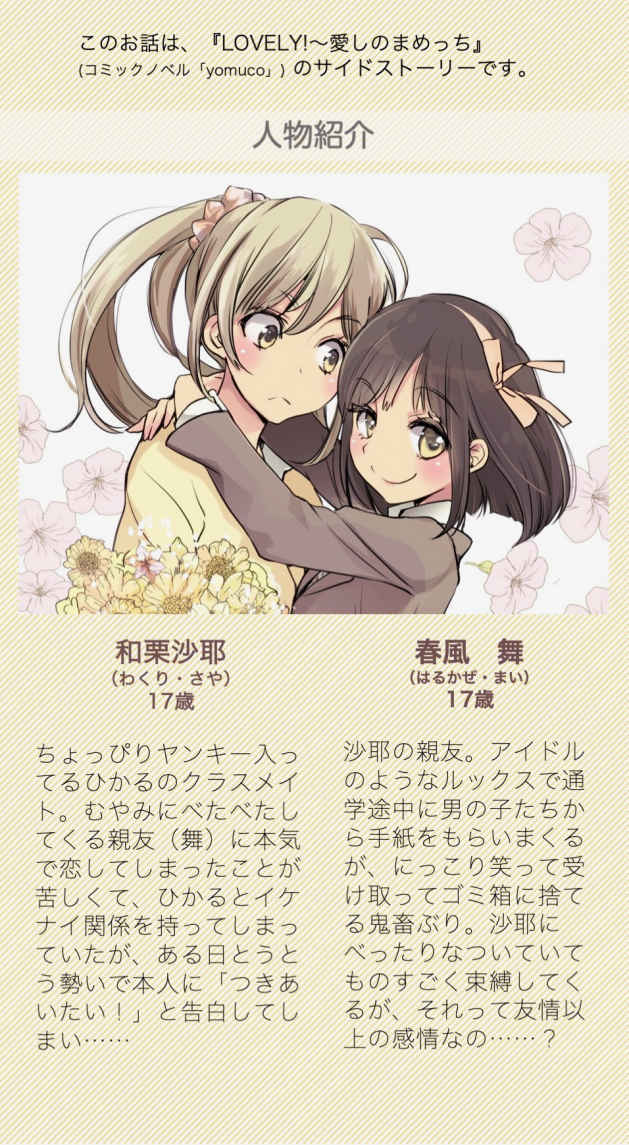 このお話は、『LOVELY!〜愛しのまめっち』
(コミックノベル「yomuco」) のサイドストーリーです。
人物紹介
和栗沙耶
（わくり・さや）
17歳
ちょっぴりヤンキー入っ
てるひかるのクラスメイ
ト。むやみにべたべたし
てくる親友（舞）に本気
で恋してしまったことが
苦しくて、ひかるとイケ
ナイ関係を持ってしまっ
ていたが、ある日とうと
う勢いで本人に「つきあ
いたい！」と告白してし
まい……
春風　舞
（はるかぜ・まい）
17歳
沙耶の親友。アイドル
のようなルックスで通
学途中に男の子たちか
ら手紙をもらいまくる
が、にっこり笑って受
け取ってゴミ箱に捨て
る鬼畜ぶり。沙耶に
べったりなついていて
ものすごく束縛してく
るが、それって友情以
上の感情なの……？